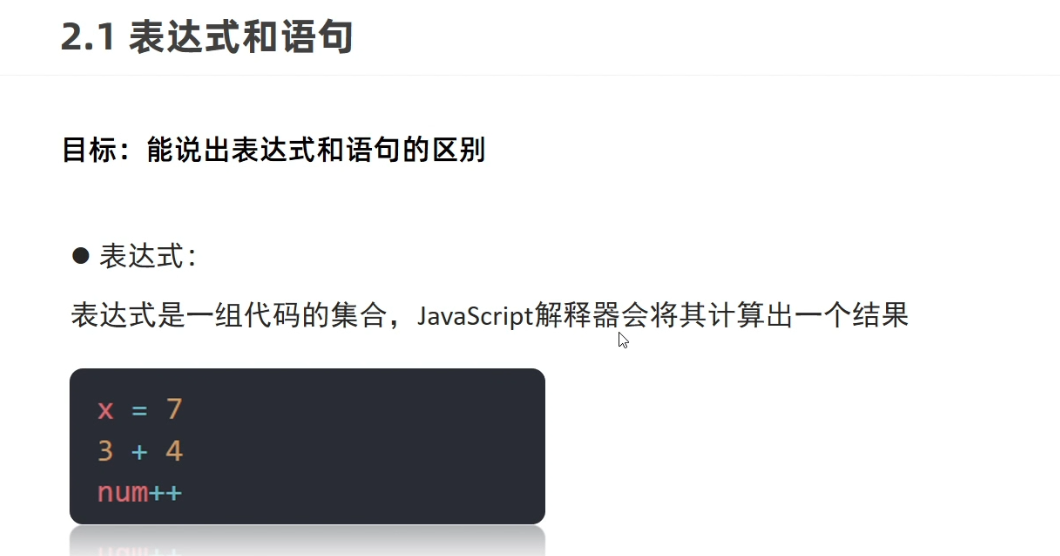 2.1 表达式和语句
目标：能说出表达式和语句的区别
● 表达式：
表达式是一组代码的集合，JavaScript解释器会将其计算出一个结果
x = 7
3 + 4
num++